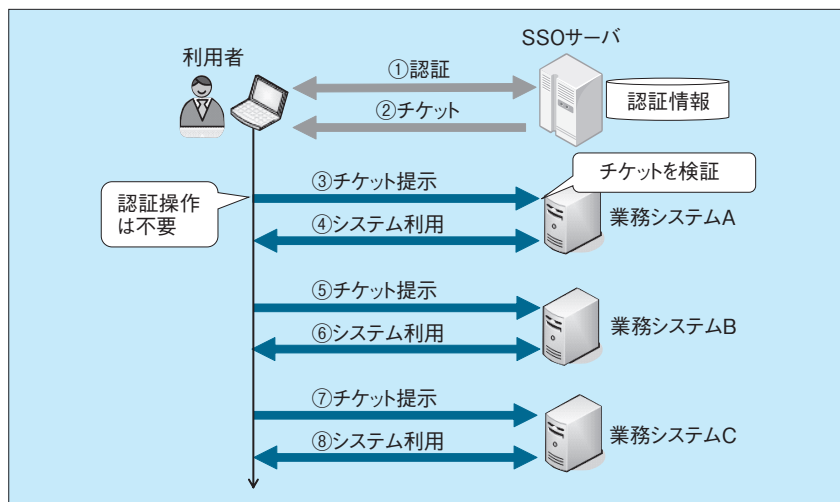 SSOサーバ
利用者
①認証
認証情報
②チケット
③チケット提示
チケットを検証
認証操作
は不要
④システム利用
業務システムA
⑤チケット提示
⑥システム利用
業務システムB
⑦チケット提示
⑧システム利用
業務システムC